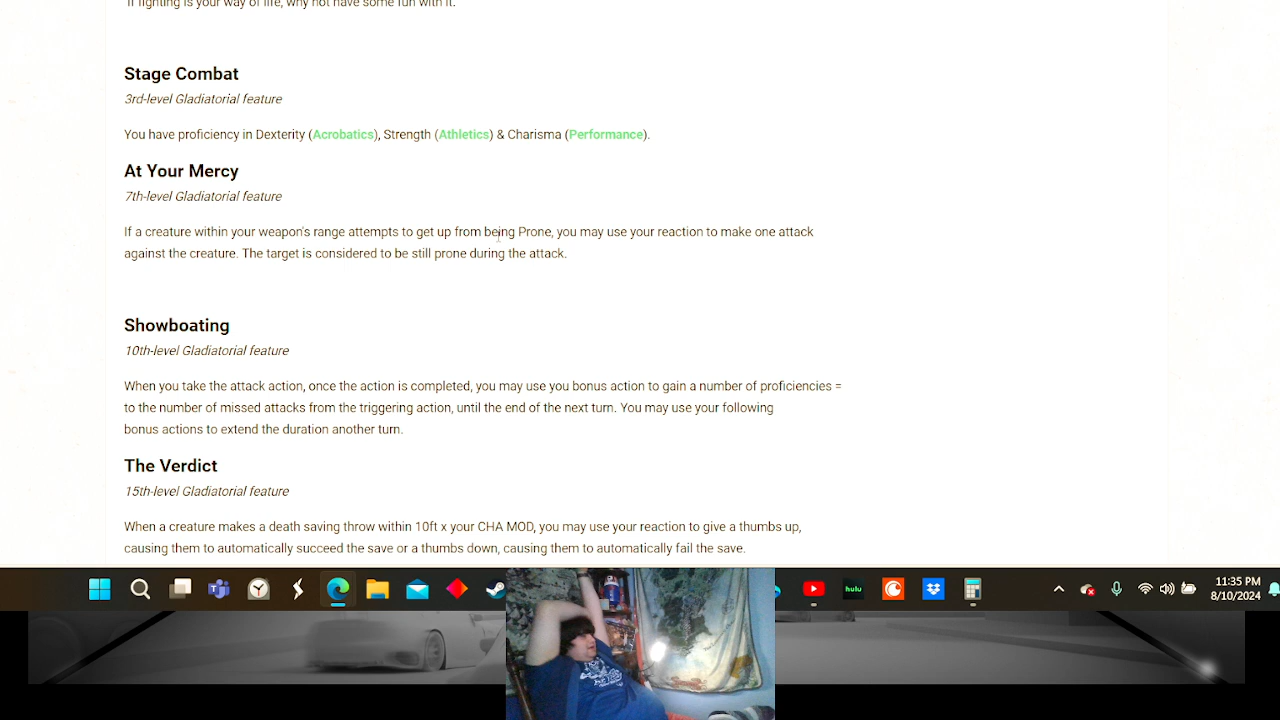 If fighting is your way of life, why not have some fun with it.
Stage Combat
3rd-level Gladiatorial feature
You have proficiency in Dexterity (Acrobatics), Strength (Athletics) & Charisma (Performance).
At Your Mercy
7th-level Gladiatorial feature
If a creature within your weapon's range attempts to get up from being Prone, you may use your reaction to make one attack
against the creature. The target is considered to be still prone during the attack.
Showboating
10th-level Gladiatorial feature
When you take the attack action, once the action is completed, you may use you bonus action to gain a number of proficiencies =
to the number of missed attacks from the triggering action, until the end of the next turn. You may use your following
bonus actions to extend the duration another turn.
The Verdict
15th-level Gladiatorial feature
When a creature makes a death saving throw within 10ft x your CHA MOD, you may use your reaction to give a thumbs up,
causing them to automatically succeed the save or a thumbs down, causing them to automatically fail the save.
hulu
11:35 PM
8/10/2024